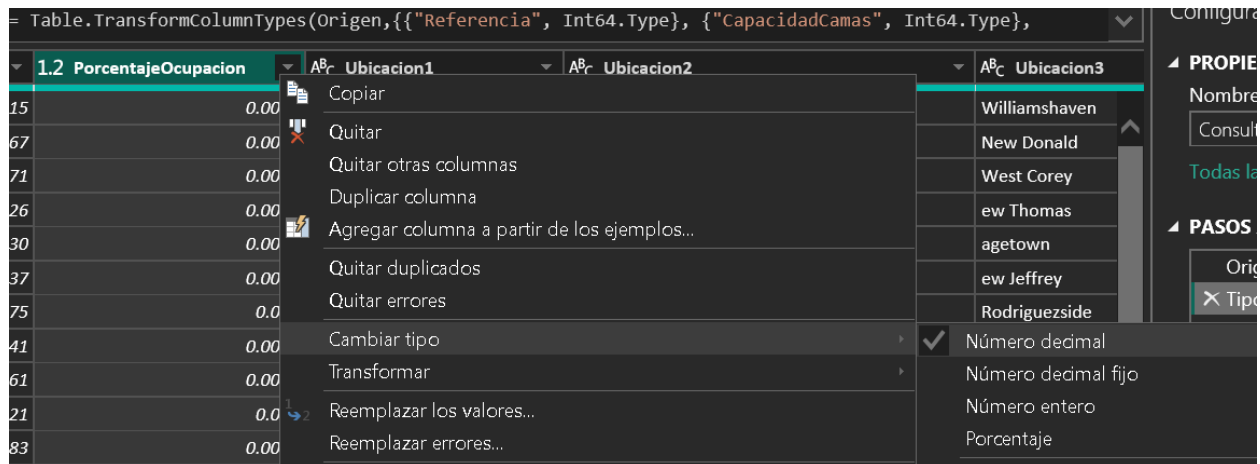 = Table.TransformColumnTypes(Origen,{{"Referencia", Int64.Type}, {"CapacidadCamas", Int64.Type},
1.2 PorcentajeOcupacion ABC Ubicacion1 ABC Ubicacion2 ABC Ubicacion3
PROPIE
Nombre
Consult
Todas la
PASOS
Orig
Tipo
15 0.00
67 0.00
71 0.00
26 0.00
30 0.00
37 0.00
75 0.0
41 0.00
61 0.00
21 0.0
83 0.00
Copiar
Quitar
Quitar otras columnas
Duplicar columna
Agregar columna a partir de los ejemplos...
Quitar duplicados
Quitar errores
Cambiar tipo
Transformar
Reemplazar los valores...
Reemplazar errores...
Williamshaven
New Donald
West Corey
ew Thomas
agetown
ew Jeffrey
Rodriguezside
Número decimal
Número decimal fijo
Número entero
Porcentaje